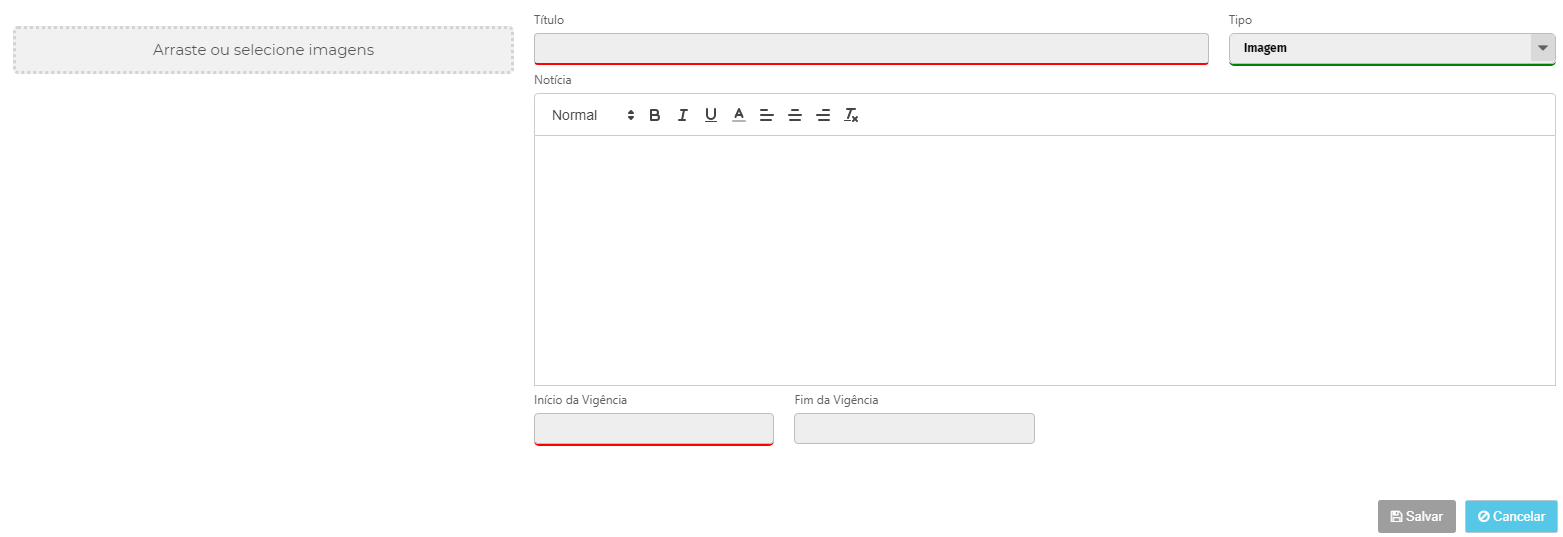 Arraste ou selecione imagens
Título
Tipo
Imagem
Notícia
Normal
B I U A
Início da Vigência
Fim da Vigência
Salvar
Cancelar